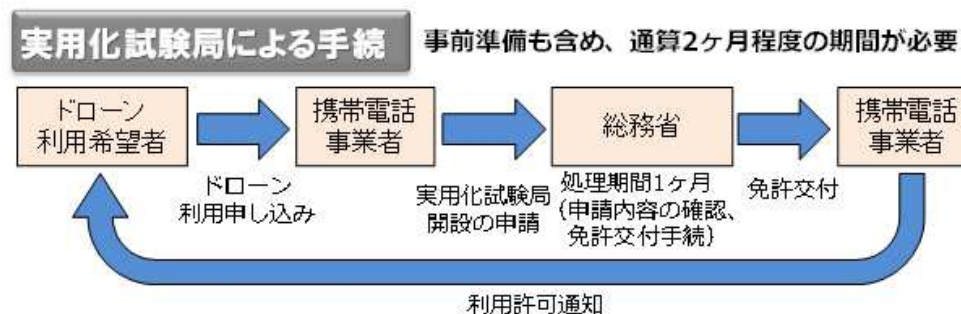 実用化試験局による手続
事前準備も含め、通算2ヶ月程度の期間が必要
ドローン
利用希望者
ドローン
利用申し込み
携帯電話
事業者
実用化試験局
開設の申請
総務省
処理期間1ヶ月
(申請内容の確認、
免許交付手続)
免許交付
携帯電話
事業者
利用許可通知